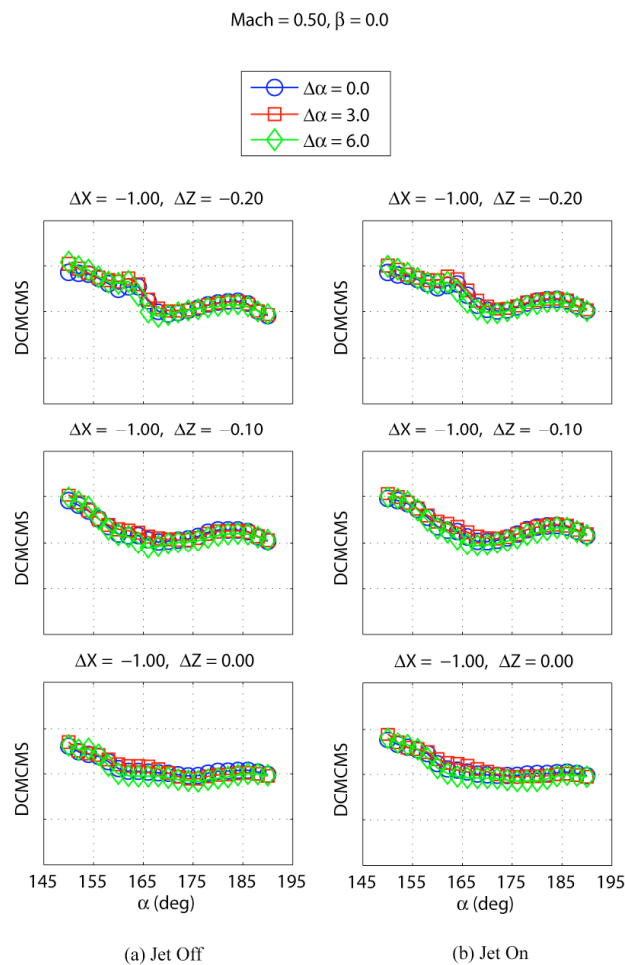 Mach = 0.50, β = 0.0
Δα = 0.0
Δα = 3.0
Δα = 6.0
ΔX = −1.00, ΔZ = −0.20
ΔX = −1.00, ΔZ = −0.20
DCMCMS
DCMCMS
ΔX = −1.00, ΔZ = −0.10
ΔX = −1.00, ΔZ = −0.10
DCMCMS
DCMCMS
ΔX = −1.00, ΔZ = 0.00
ΔX = −1.00, ΔZ = 0.00
DCMCMS
DCMCMS
145 155 165 175 185 195
145 155 165 175 185 195
α (deg)
α (deg)
(a) Jet Off
(b) Jet On